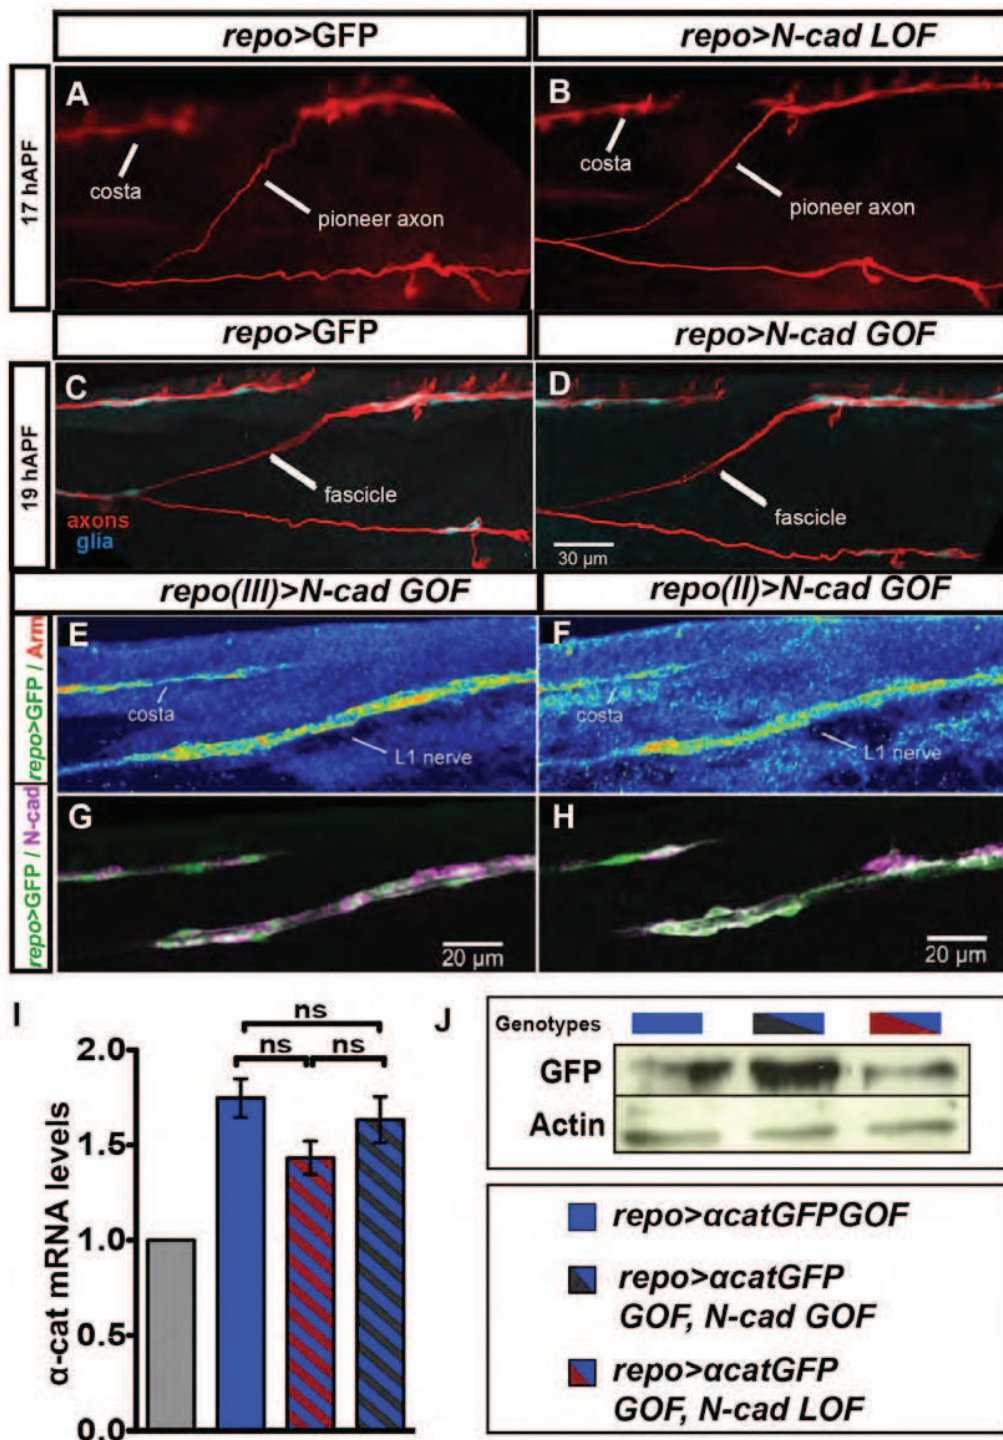 repo>GFP
repo>N-cad LOF
17 hAPF
A
costa
pioneer axon
B
costa
pioneer axon
repo>GFP
repo>N-cad GOF
19 hAPF
C
fascicle
axons
glia
D
fascicle
30 µm
repo(III)>N-cad GOF
repo(II)>N-cad GOF
repo>GFP / Arm
E
costa
L1 nerve
F
costa
L1 nerve
repo>GFP / N-cad
G
20 µm
H
20 µm
I
α-cat mRNA levels
2.0
1.5
1.0
0.5
0.0
ns
ns
ns
J
Genotypes
GFP
Actin
repo>αcatGFPGOF
repo>αcatGFP
GOF, N-cad GOF
repo>αcatGFP
GOF, N-cad LOF